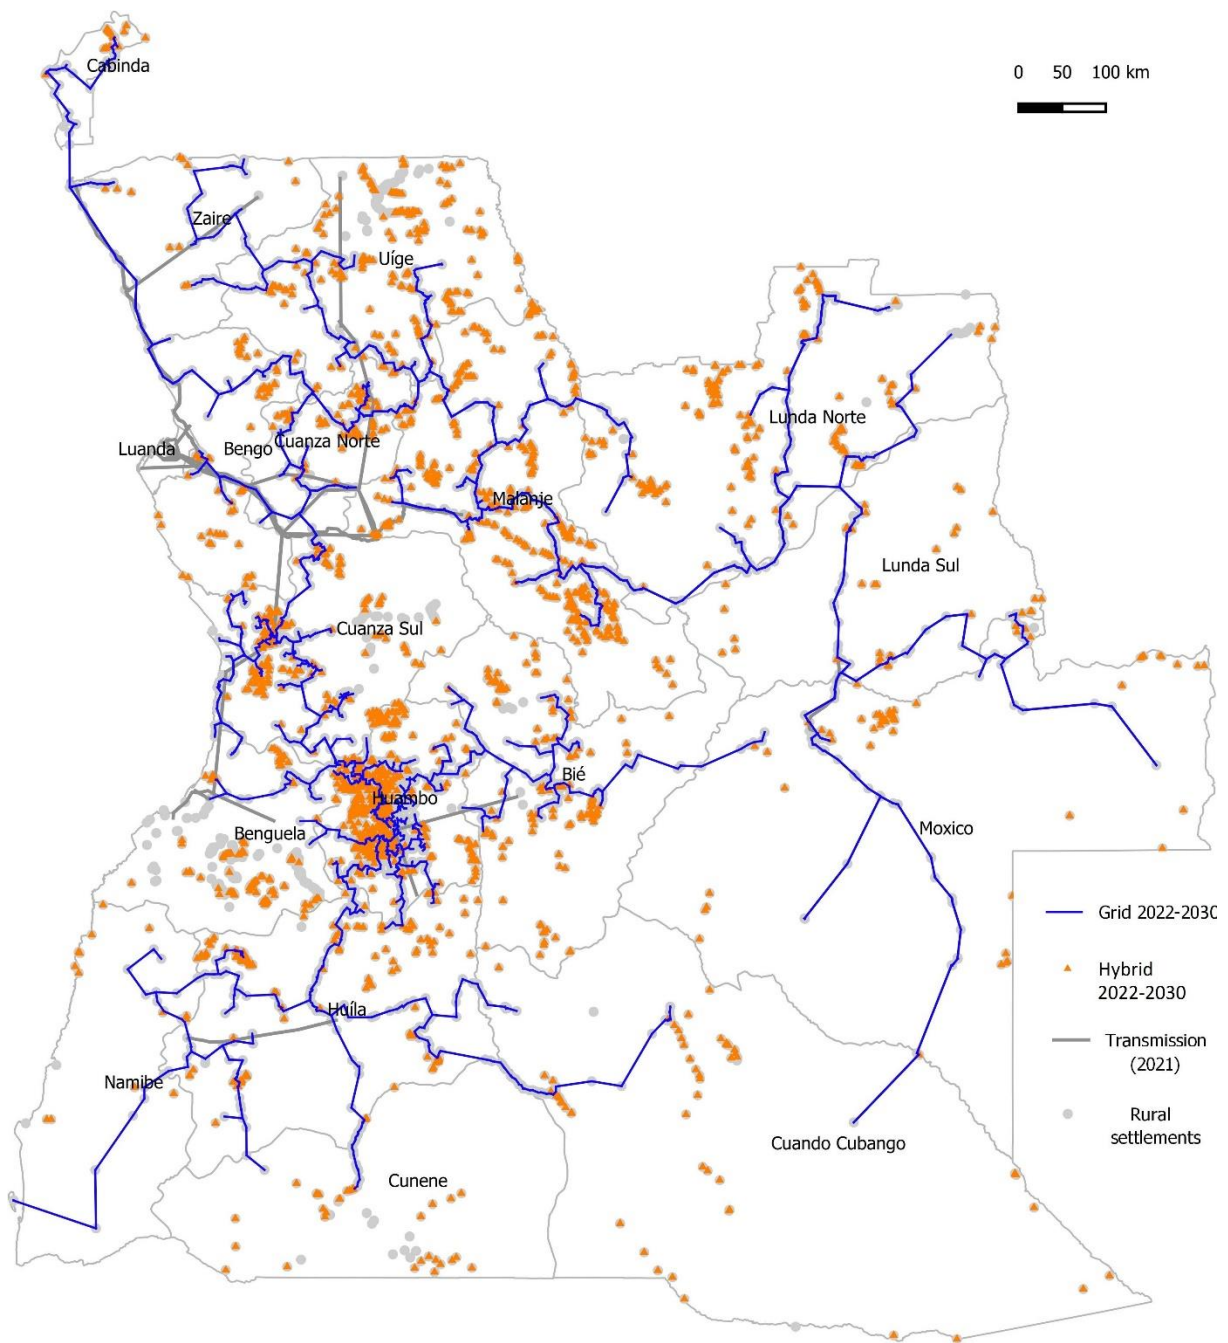 Cabinda
0 50 100 km
Zaire
Uíge
Luanda
Bengo
Cuanza Norte
Lunda Norte
Malanje
Lunda Sul
Cuanza Sul
Bié
Huambo
Benguela
Moxico
Grid 2022-2030
Hybrid
2022-2030
Huíla
Transmission
(2021)
Namibe
Rural
settlements
Cuando Cubango
Cunene